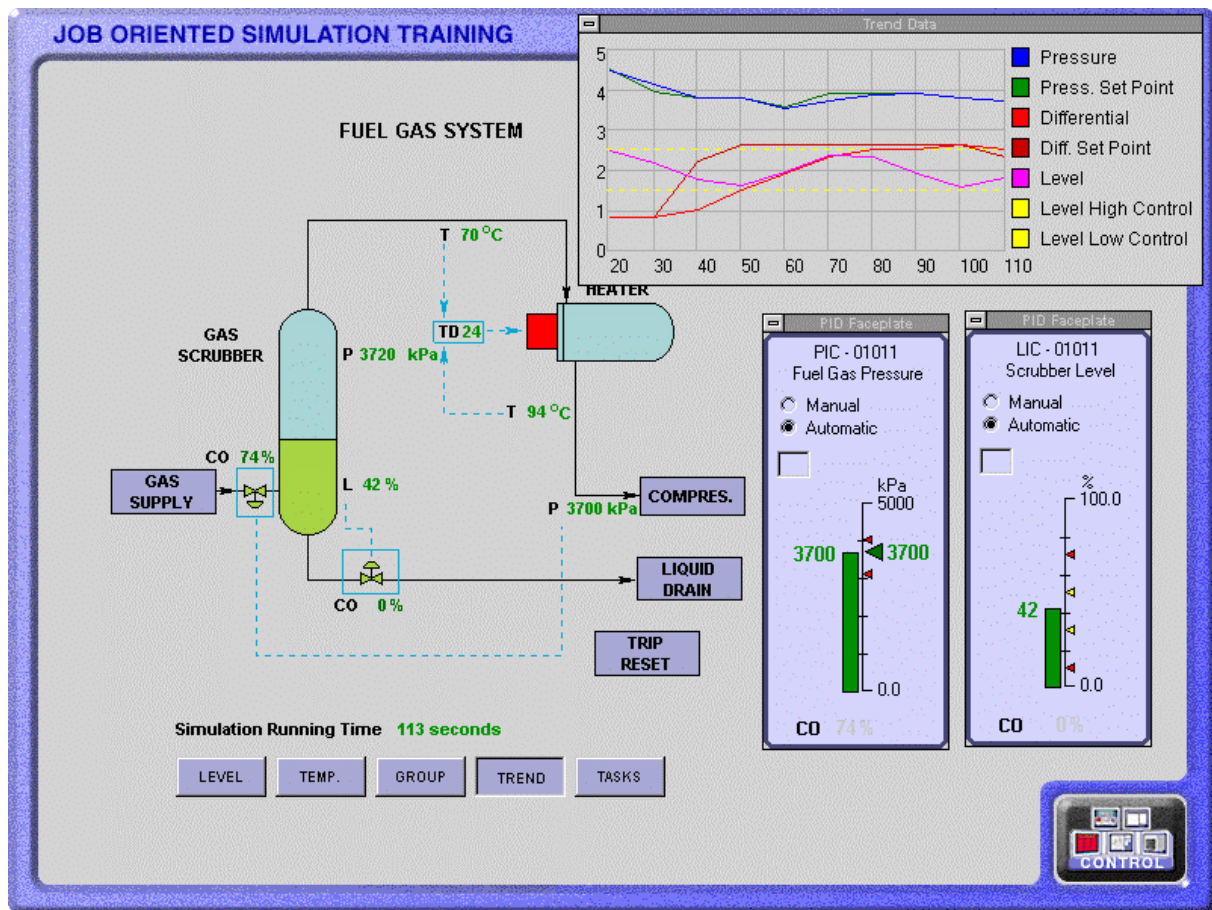 JOB ORIENTED SIMULATION TRAINING
Trend Data
5
4
3
2
1
0
20 30 40 50 60 70 80 90 100 110
Pressure
Press. Set Point
Differential
Diff. Set Point
Level
Level High Control
Level Low Control
FUEL GAS SYSTEM
T 70 °C
HEATER
TD 24
GAS
SCRUBBER
P 3720 kPa
T 94 °C
CO 74 %
GAS
SUPPLY
L 42 %
COMPRES.
P 3700 kPa
LIQUID
DRAIN
CO 0 %
TRIP
RESET
PID Faceplate
PIC - 01011
Fuel Gas Pressure
Manual
Automatic
kPa
5000
3700 3700
0.0
CO 74 %
PID Faceplate
LIC - 01011
Scrubber Level
Manual
Automatic
%
100.0
42
0.0
CO 0 %
Simulation Running Time 113 seconds
LEVEL TEMP. GROUP TREND TASKS
CONTROL